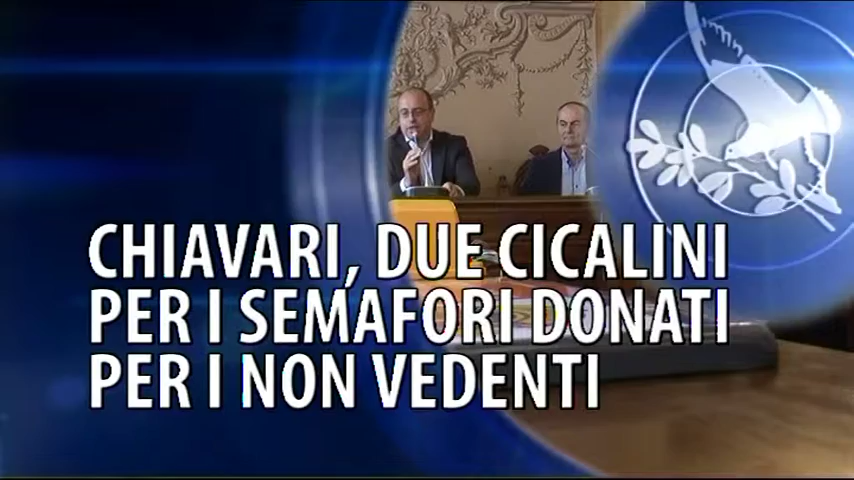 CHIAVARI, DUE CICALINI
PER I SEMAFORI DONATI
PER I NON VEDENTI